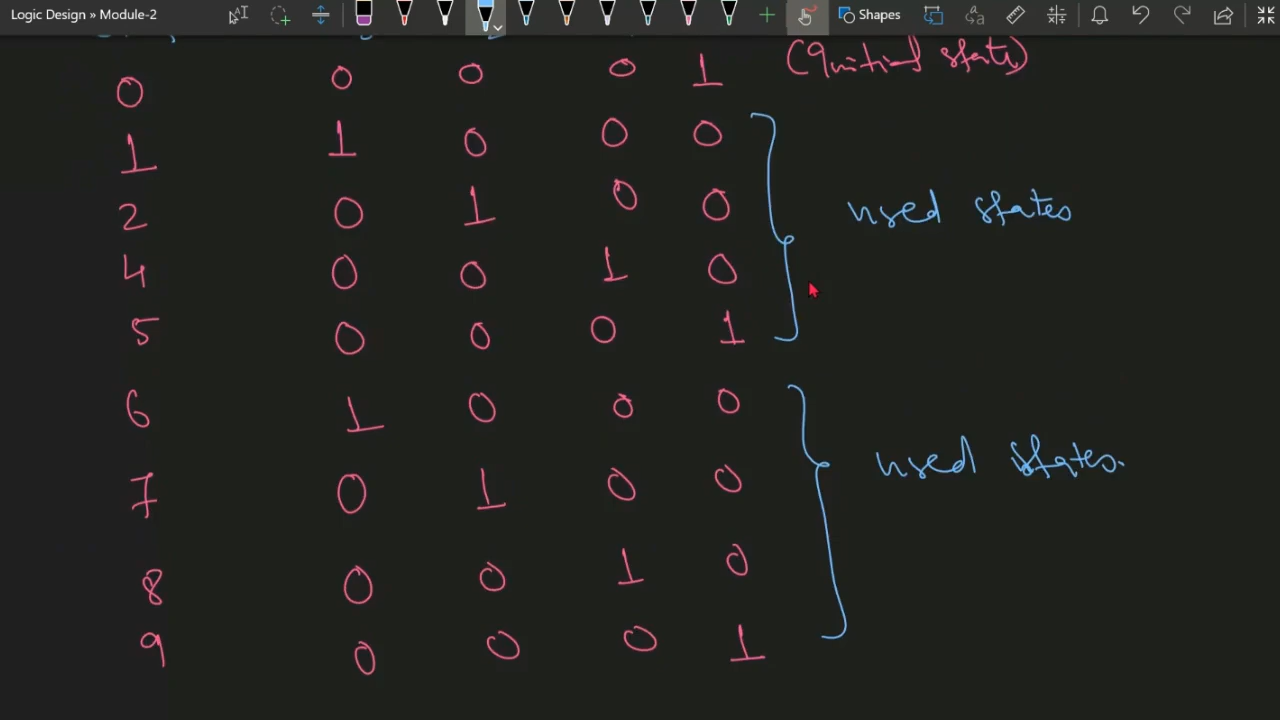 Logic Design » Module-2
Shapes
0 0 0 0 1 (Initial state)
1 1 0 0 0
2 0 1 0 0 used states
4 0 0 1 0
5 0 0 0 1
6 1 0 0 0
7 0 1 0 0 used states.
8 0 0 1 0
9 0 0 0 1